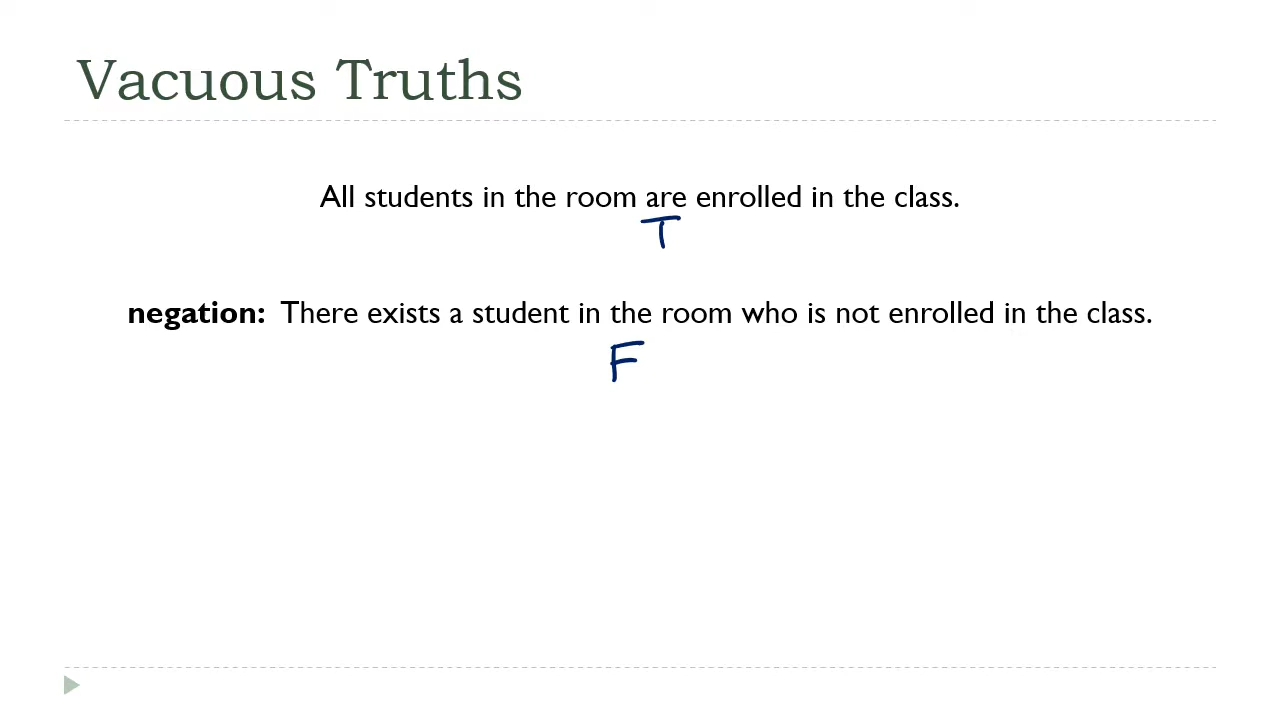 Vacuous Truths
All students in the room are enrolled in the class.
T
negation: There exists a student in the room who is not enrolled in the class.
F